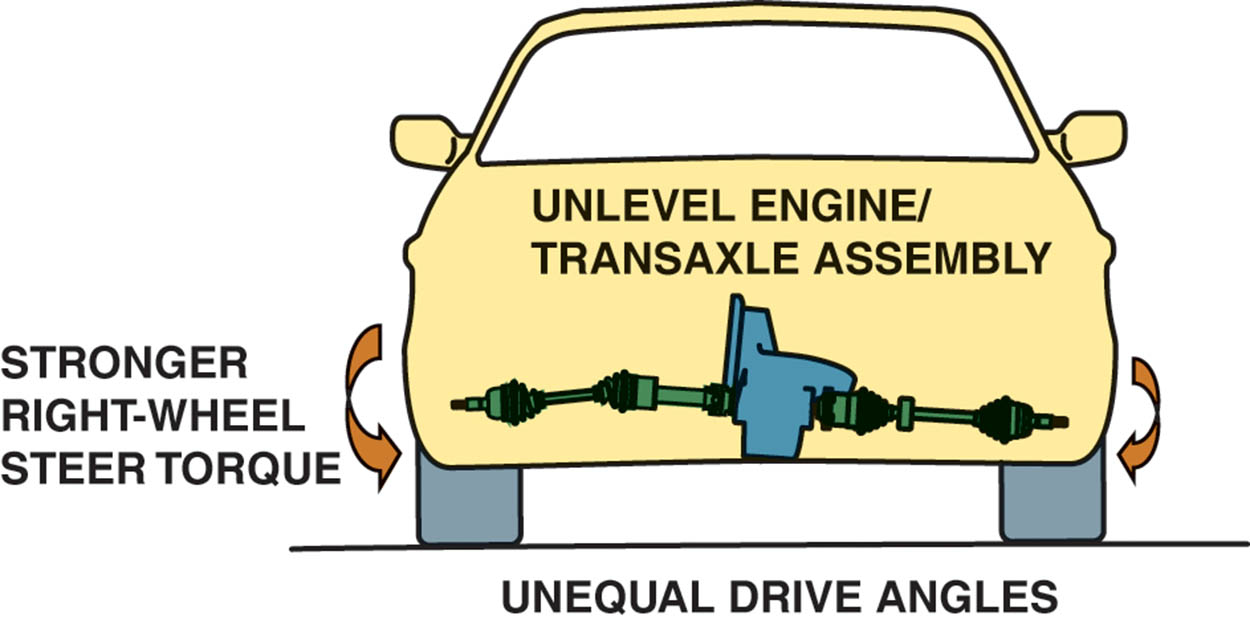 UNLEVEL ENGINE/
TRANSAXLE ASSEMBLY
STRONGER
RIGHT-WHEEL
STEER TORQUE
UNEQUAL DRIVE ANGLES